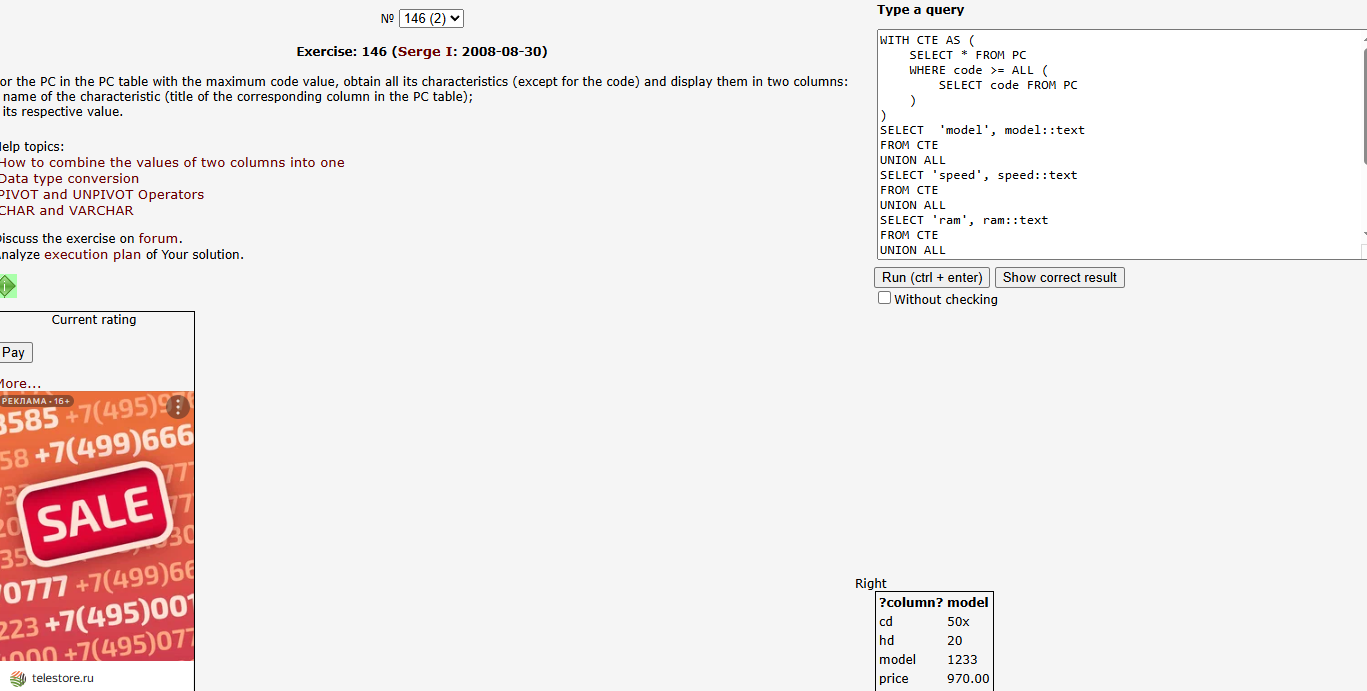 № 146 (2)
Exercise: 146 (Serge I: 2008-08-30)
or the PC in the PC table with the maximum code value, obtain all its characteristics (except for the code) and display them in two columns:
name of the characteristic (title of the corresponding column in the PC table);
its respective value.
elp topics:
How to combine the values of two columns into one
Data type conversion
PIVOT and UNPIVOT Operators
CHAR and VARCHAR
iscuss the exercise on forum.
nalyze execution plan of Your solution.
Current rating
Pay
More...
РЕКЛАМА • 16+
3585 +7(495)9
58 +7(499)666
SALE
70777 +7(499)66
223 +7(495)001
4000 +7(495)077
telestore.ru
Type a query
WITH CTE AS (
SELECT * FROM PC
WHERE code >= ALL (
SELECT code FROM PC
)
)
SELECT  'model', model::text
FROM CTE
UNION ALL
SELECT 'speed', speed::text
FROM CTE
UNION ALL
SELECT 'ram', ram::text
FROM CTE
UNION ALL
Run (ctrl + enter) Show correct result
Without checking
Right
?column? model
cd 50x
hd 20
model 1233
price 970.00